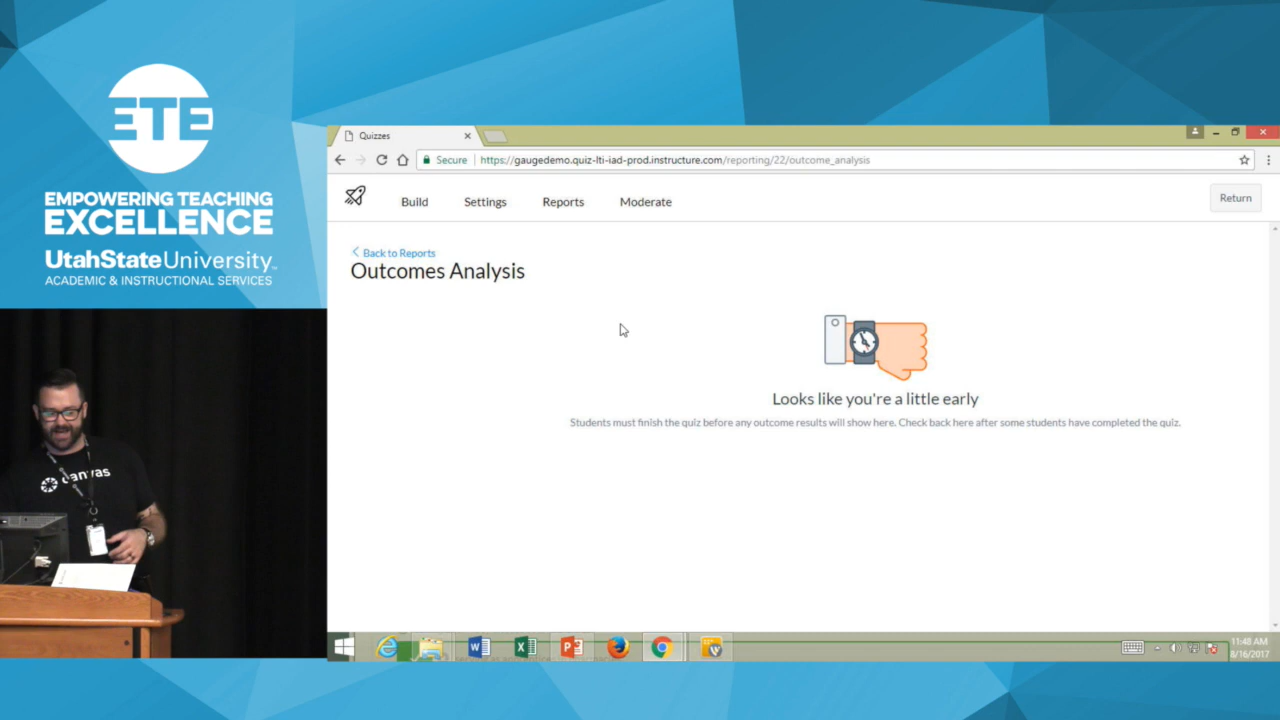 ETE
EMPOWERING TEACHING
EXCELLENCE
UtahStateUniversity™
ACADEMIC & INSTRUCTIONAL SERVICES
canvas
Quizzes
Secure https://gaugedemo.quiz-lti-iad-prod.instructure.com/reporting/22/outcome_analysis
Build Settings Reports Moderate Return
Back to Reports
Outcomes Analysis
Looks like you're a little early
Students must finish the quiz before any outcome results will show here. Check back here after some students have completed the quiz.
11:48 AM
8/16/2017